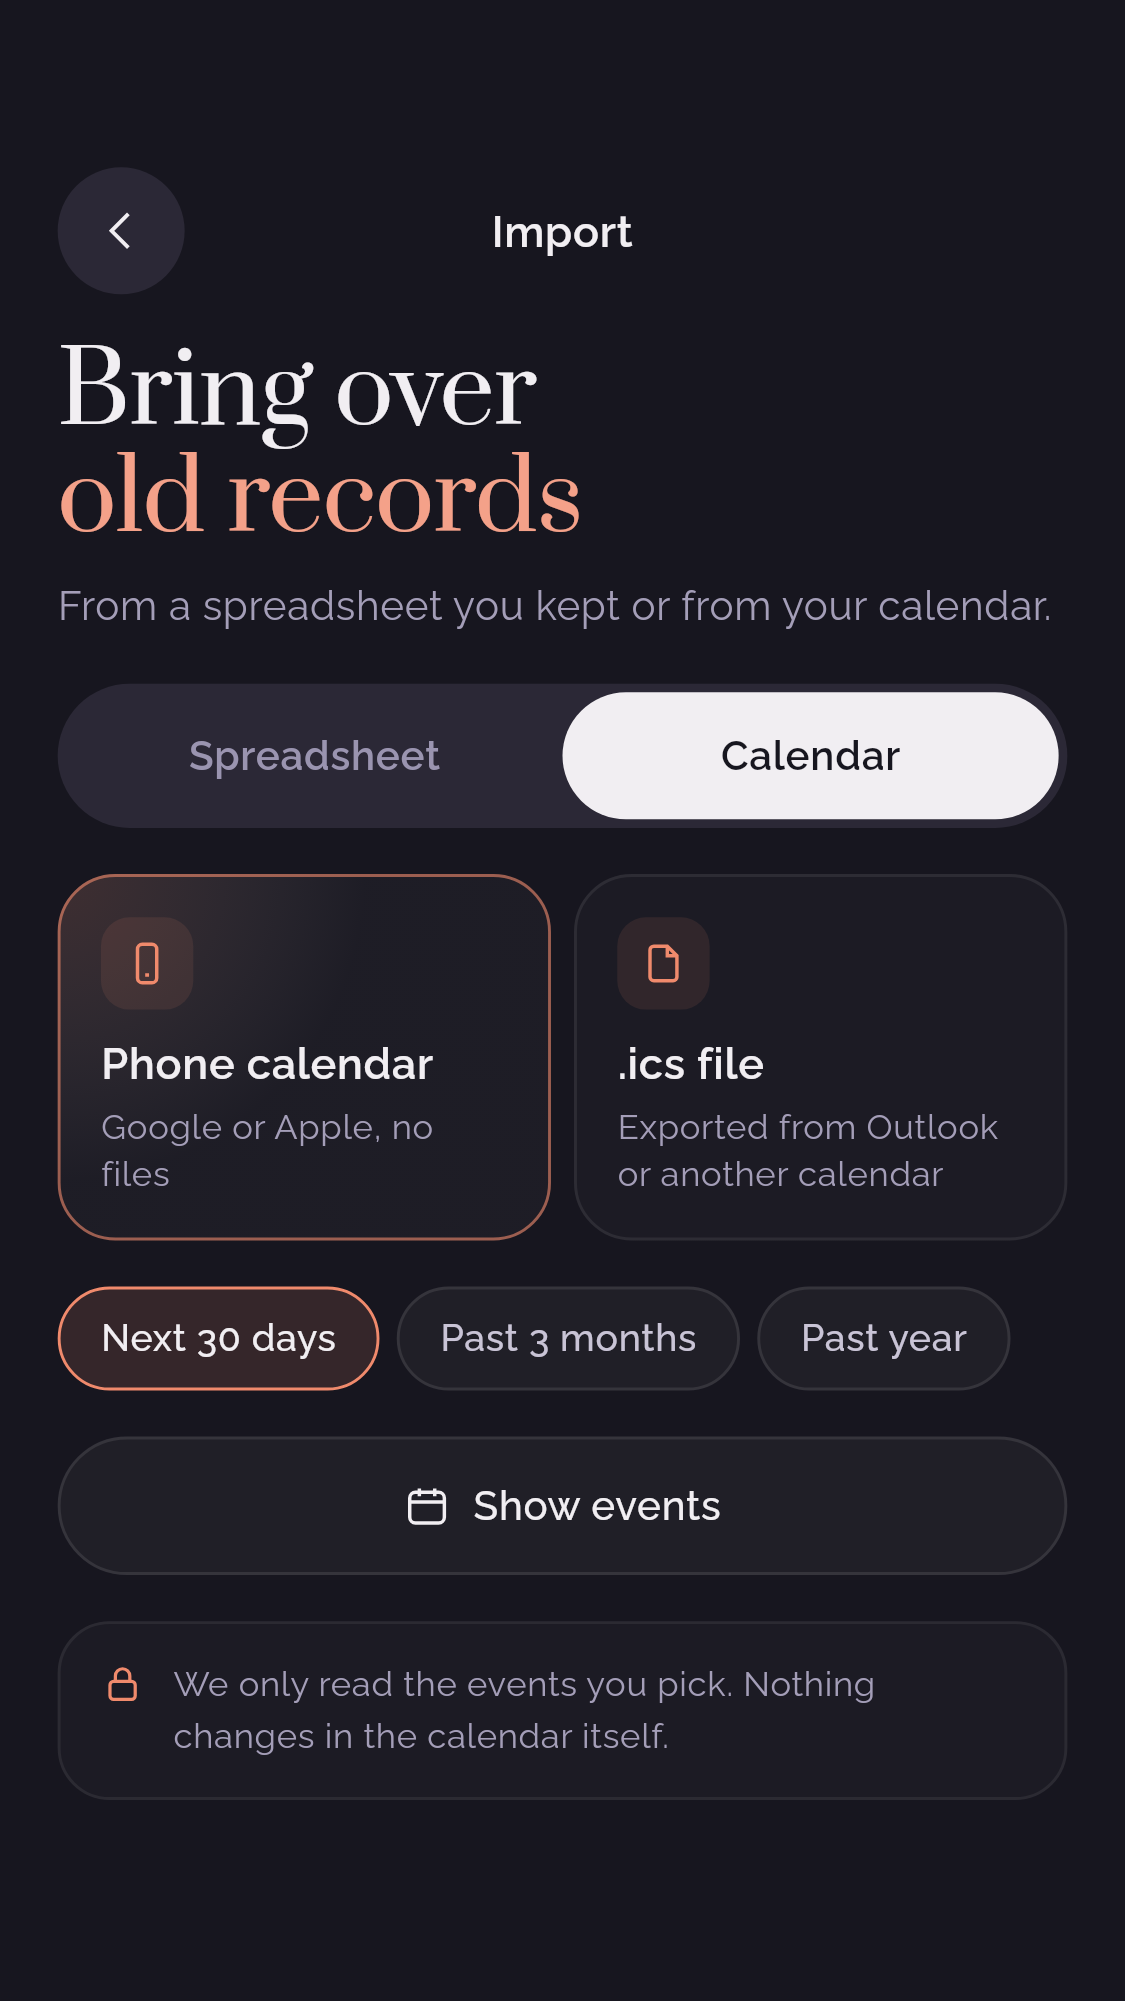 Import
Bring over
old records
From a spreadsheet you kept or from your calendar.
Spreadsheet
Calendar
Phone calendar
Google or Apple, no
files
.ics file
Exported from Outlook
or another calendar
Next 30 days
Past 3 months
Past year
Show events
We only read the events you pick. Nothing
changes in the calendar itself.